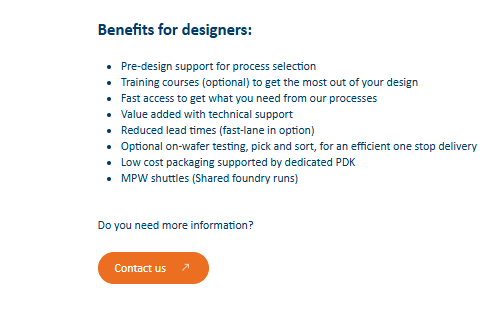 Benefits for designers:
• Pre-design support for process selection
• Training courses (optional) to get the most out of your design
• Fast access to get what you need from our processes
• Value added with technical support
• Reduced lead times (fast-lane in option)
• Optional on-wafer testing, pick and sort, for an efficient one stop delivery
• Low cost packaging supported by dedicated PDK
• MPW shuttles (Shared foundry runs)
Do you need more information?
Contact us